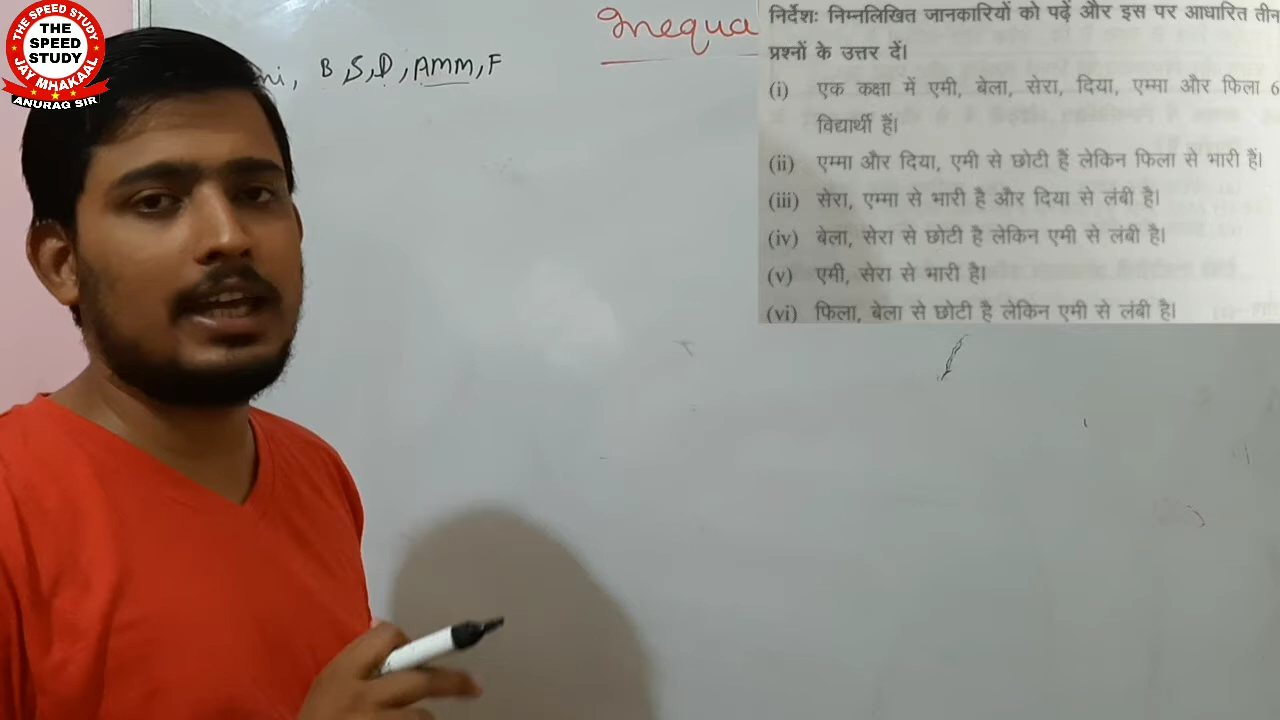 THE SPEED STUDY
THE
SPEED
STUDY
JAY MHAKAAL
ANURAG SIR
mi, B, S, D, AMM, F
Inequa
निर्देशः निम्नलिखित जानकारियों को पढ़ें और इस पर आधारित तीन
प्रश्नों के उत्तर दें।
(i) एक कक्षा में एमी, बेला, सेरा, दिया, एम्मा और फिला 6
विद्यार्थी हैं।
(ii) एम्मा और दिया, एमी से छोटी हैं लेकिन फिला से भारी हैं।
(iii) सेरा, एम्मा से भारी है और दिया से लंबी है।
(iv) बेला, सेरा से छोटी है लेकिन एमी से लंबी है।
(v) एमी, सेरा से भारी है।
(vi) फिला, बेला से छोटी है लेकिन एमी से लंबी है।